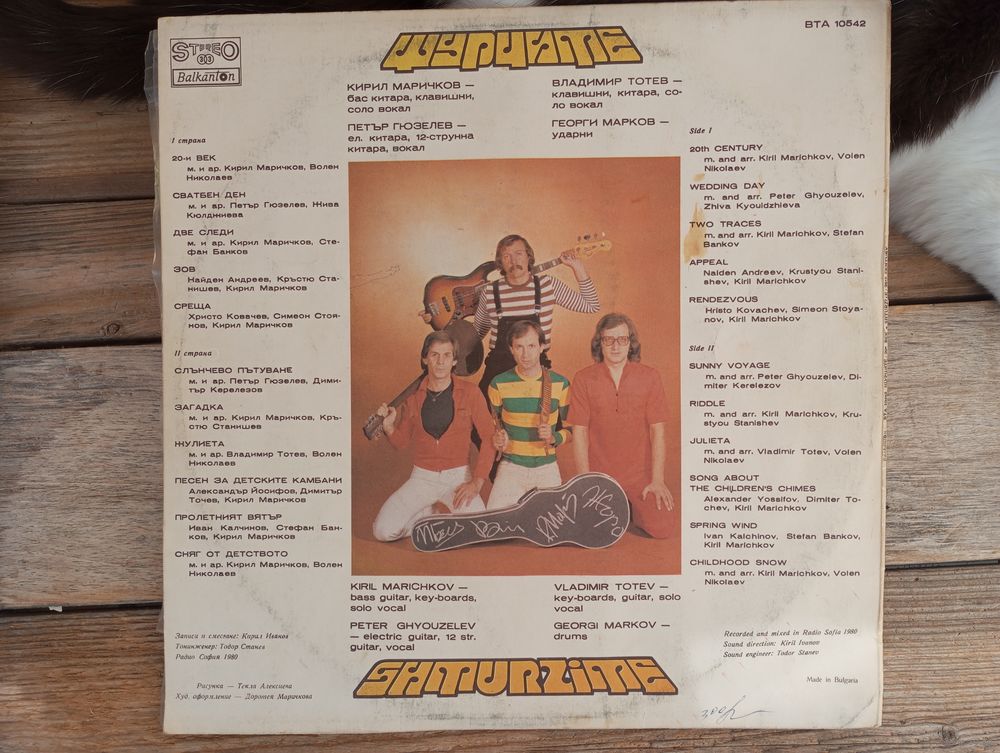 ВТА 10542
STEREO
303
Balkanton
ЩУРЦИТЕ
КИРИЛ МАРИЧКОВ —
бас китара, клавишни,
соло вокал
ПЕТЪР ГЮЗЕЛЕВ —
ел. китара, 12-струнна
китара, вокал
ВЛАДИМИР ТОТЕВ —
клавишни, китара, со-
ло вокал
ГЕОРГИ МАРКОВ —
ударни
I страна
20-и ВЕК
м. и ар. Кирил Маричков, Волен
Николаев
СВАТБЕН ДЕН
м. и ар. Петър Гюзелев, Жива
Кюлдниева
ДВЕ СЛЕДИ
м. и ар. Кирил Маричков, Сте-
фан Банков
ЗОВ
Найден Андреев, Кръстю Ста-
нишев, Кирил Маричков
СРЕЩА
Христо Ковачев, Симеон Стоя-
нов, Кирил Маричков
II страна
СЛЪНЧЕВО ПЪТУВАНЕ
м. и ар. Петър Гюзелев, Дими-
тър Керелезов
ЗАГАДКА
м. и ар. Кирил Маричков, Кръ-
стю Станишев
ЖУЛИЕТА
м. и ар. Владимир Тотев, Волен
Николаев
ПЕСЕН ЗА ДЕТСКИТЕ КАМБАНИ
Александър Йосифов, Димитър
Точев, Кирил Маричков
ПРОЛЕТНИЯТ ВЯТЪР
Иван Калчинов, Стефан Бан-
ков, Кирил Маричков
СНЯГ ОТ ДЕТСТВОТО
м. и ар. Кирил Маричков, Волен
Николаев
Side I
20th CENTURY
m. and arr. Kiril Marichkov, Volen
Nikolaev
WEDDING DAY
m. and arr. Peter Ghyouzelev,
Zhiva Kyouldzhieva
TWO TRACES
m. and arr. Kiril Marichkov, Stefan
Bankov
APPEAL
Naiden Andreev, Krustyou Stani-
shev, Kiril Marichkov
RENDEZVOUS
Hristo Kovachev, Simeon Stoya-
nov, Kiril Marichkov
Side II
SUNNY VOYAGE
m. and arr. Peter Ghyouzelev, Di-
miter Kerelezov
RIDDLE
m. and arr. Kiril Marichkov, Kru-
styou Stanishev
JULIETA
m. and arr. Vladimir Totev, Volen
Nikolaev
SONG ABOUT
THE CHILDREN'S CHIMES
Alexander Yossifov, Dimiter To-
chev, Kiril Marichkov
SPRING WIND
Ivan Kalchinov, Stefan Bankov,
Kiril Marichkov
CHILDHOOD SNOW
m. and arr. Kiril Marichkov, Volen
Nikolaev
KIRIL MARICHKOV —
bass guitar, key-boards,
solo vocal
PETER GHYOUZELEV
— electric guitar, 12 str.
guitar, vocal
VLADIMIR TOTEV —
key-boards, guitar, solo
vocal
GEORGI MARKOV —
drums
SHTURZITE
Записи и смесване: Кирил Иванов
Тонинженер: Тодор Станев
Радио София 1980
Рисунка — Текла Алексиева
Худ. оформление — Доротея Маричкова
Recorded and mixed in Radio Sofia 1980
Sound direction: Kiril Ivanov
Sound engineer: Todor Stanev
Made in Bulgaria